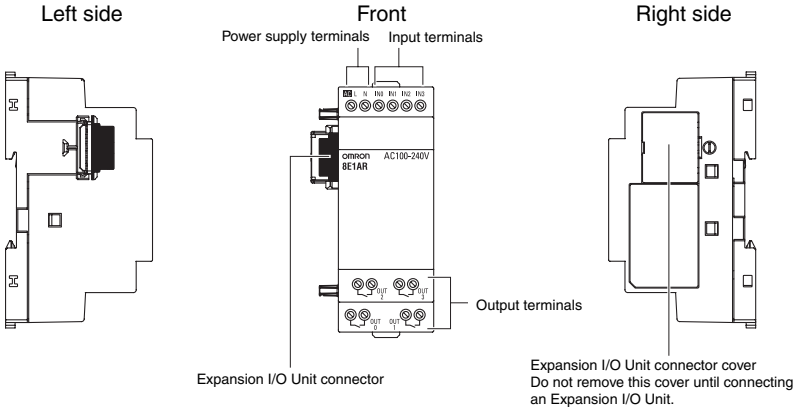 Left side
Front
Right side
Power supply terminals
Input terminals
AC L N IN0 IN1 IN2 IN3
OMRON AC100-240V
8E1AR
OUT 2
OUT 3
OUT 0
OUT 1
Output terminals
Expansion I/O Unit connector
Expansion I/O Unit connector cover
Do not remove this cover until connecting
an Expansion I/O Unit.